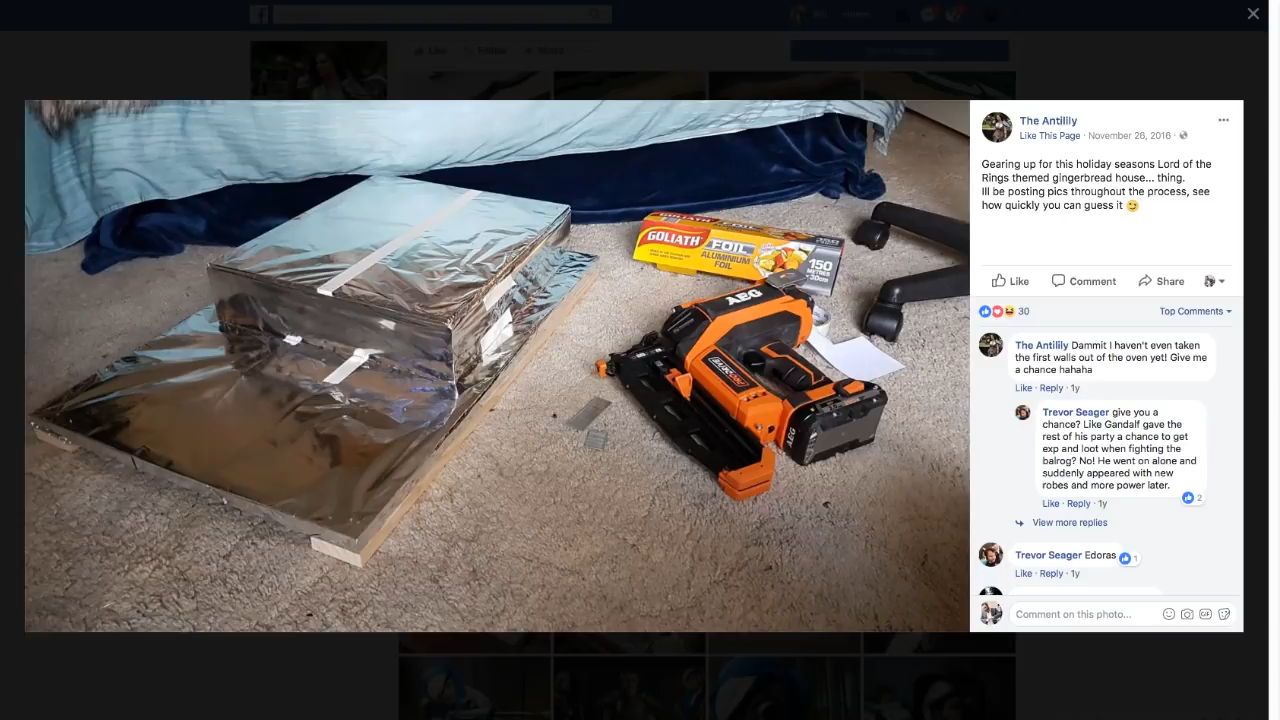 The Antilily
Like This Page · November 26, 2016 ·
Gearing up for this holiday seasons Lord of the
Rings themed gingerbread house... thing.
Ill be posting pics throughout the process, see
how quickly you can guess it
Like Comment Share
30 Top Comments
The Antilily Dammit I haven't even taken
the first walls out of the oven yet! Give me
a chance hahaha
Like · Reply · 1y
Trevor Seager give you a
chance? Like Gandalf gave the
rest of his party a chance to get
exp and loot when fighting the
balrog? No! He went on alone and
suddenly appeared with new
robes and more power later.
2
Like · Reply · 1y
View more replies
Trevor Seager Edoras
1
Like · Reply · 1y
Comment on this photo...
GIF
GOLIATH
GOLIATH
FOIL
ALUMINIUM
FOIL
150
METRES
30cm
AEG
AEG